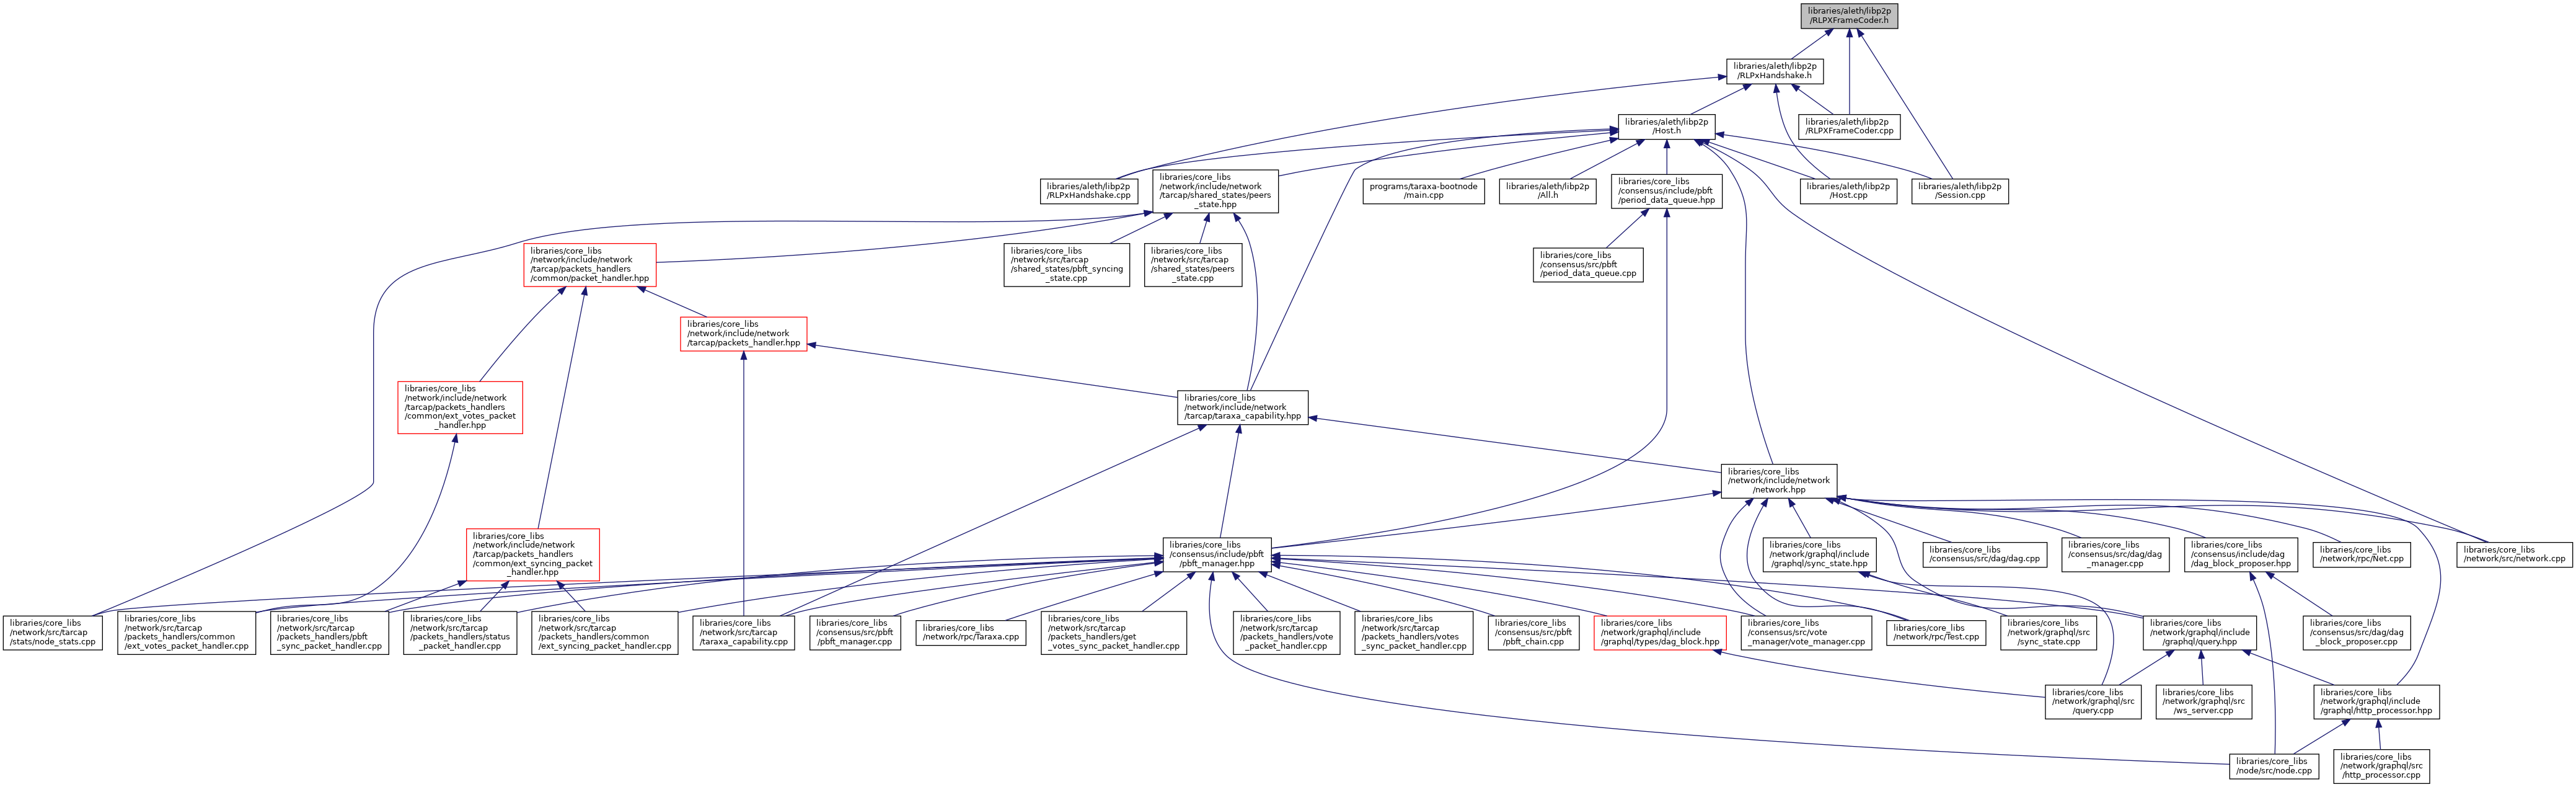 libraries/aleth/libp2p
/RLPXFrameCoder.h
libraries/aleth/libp2p
/RLPxHandshake.h
libraries/aleth/libp2p
/Host.h
libraries/aleth/libp2p
/RLPXFrameCoder.cpp
libraries/aleth/libp2p
/RLPxHandshake.cpp
libraries/core_libs
/network/include/network
/tarcap/shared_states/peers
_state.hpp
programs/taraxa-bootnode
/main.cpp
libraries/aleth/libp2p
/All.h
libraries/core_libs
/consensus/include/pbft
/period_data_queue.hpp
libraries/aleth/libp2p
/Host.cpp
libraries/aleth/libp2p
/Session.cpp
libraries/core_libs
/network/include/network
/tarcap/packets_handlers
/common/packet_handler.hpp
libraries/core_libs
/network/src/tarcap
/shared_states/pbft_syncing
_state.cpp
libraries/core_libs
/network/src/tarcap
/shared_states/peers
_state.cpp
libraries/core_libs
/consensus/src/pbft
/period_data_queue.cpp
libraries/core_libs
/network/include/network
/tarcap/packets_handler.hpp
libraries/core_libs
/network/include/network
/tarcap/packets_handlers
/common/ext_votes_packet
_handler.hpp
libraries/core_libs
/network/include/network
/tarcap/taraxa_capability.hpp
libraries/core_libs
/network/include/network
/network.hpp
libraries/core_libs
/network/include/network
/tarcap/packets_handlers
/common/ext_syncing_packet
_handler.hpp
libraries/core_libs
/consensus/include/pbft
/pbft_manager.hpp
libraries/core_libs
/network/graphql/include
/graphql/sync_state.hpp
libraries/core_libs
/consensus/src/dag/dag.cpp
libraries/core_libs
/consensus/src/dag/dag
_manager.cpp
libraries/core_libs
/consensus/include/dag
/dag_block_proposer.hpp
libraries/core_libs
/network/rpc/Net.cpp
libraries/core_libs
/network/src/network.cpp
libraries/core_libs
/network/src/tarcap
/stats/node_stats.cpp
libraries/core_libs
/network/src/tarcap
/packets_handlers/common
/ext_votes_packet_handler.cpp
libraries/core_libs
/network/src/tarcap
/packets_handlers/pbft
_sync_packet_handler.cpp
libraries/core_libs
/network/src/tarcap
/packets_handlers/status
_packet_handler.cpp
libraries/core_libs
/network/src/tarcap
/packets_handlers/common
/ext_syncing_packet_handler.cpp
libraries/core_libs
/network/src/tarcap
/taraxa_capability.cpp
libraries/core_libs
/consensus/src/pbft
/pbft_manager.cpp
libraries/core_libs
/network/rpc/Taraxa.cpp
libraries/core_libs
/network/src/tarcap
/packets_handlers/get
_votes_sync_packet_handler.cpp
libraries/core_libs
/network/src/tarcap
/packets_handlers/vote
_packet_handler.cpp
libraries/core_libs
/network/src/tarcap
/packets_handlers/votes
_sync_packet_handler.cpp
libraries/core_libs
/consensus/src/pbft
/pbft_chain.cpp
libraries/core_libs
/network/graphql/include
/graphql/types/dag_block.hpp
libraries/core_libs
/consensus/src/vote
_manager/vote_manager.cpp
libraries/core_libs
/network/rpc/Test.cpp
libraries/core_libs
/network/graphql/src
/sync_state.cpp
libraries/core_libs
/network/graphql/include
/graphql/query.hpp
libraries/core_libs
/consensus/src/dag/dag
_block_proposer.cpp
libraries/core_libs
/network/graphql/src
/query.cpp
libraries/core_libs
/network/graphql/src
/ws_server.cpp
libraries/core_libs
/network/graphql/include
/graphql/http_processor.hpp
libraries/core_libs
/node/src/node.cpp
libraries/core_libs
/network/graphql/src
/http_processor.cpp